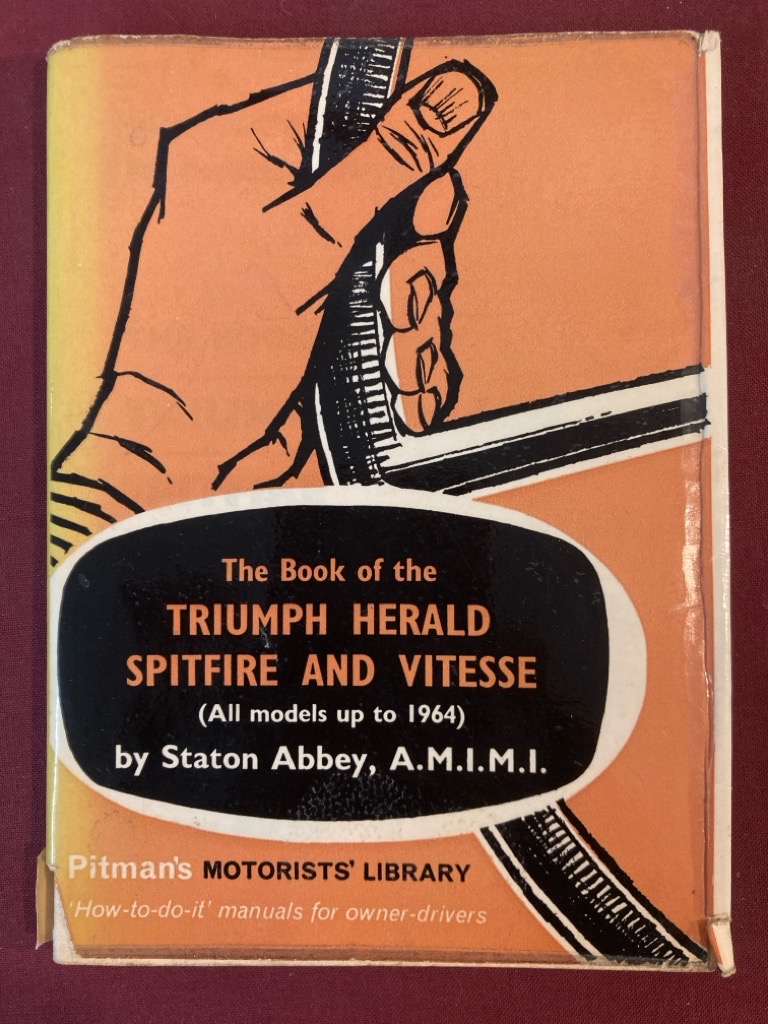 The Book of the
TRIUMPH HERALD
SPITFIRE AND VITESSE
(All models up to 1964)
by Staton Abbey, A.M.I.M.I.
Pitman's MOTORISTS' LIBRARY
'How-to-do-it' manuals for owner-drivers